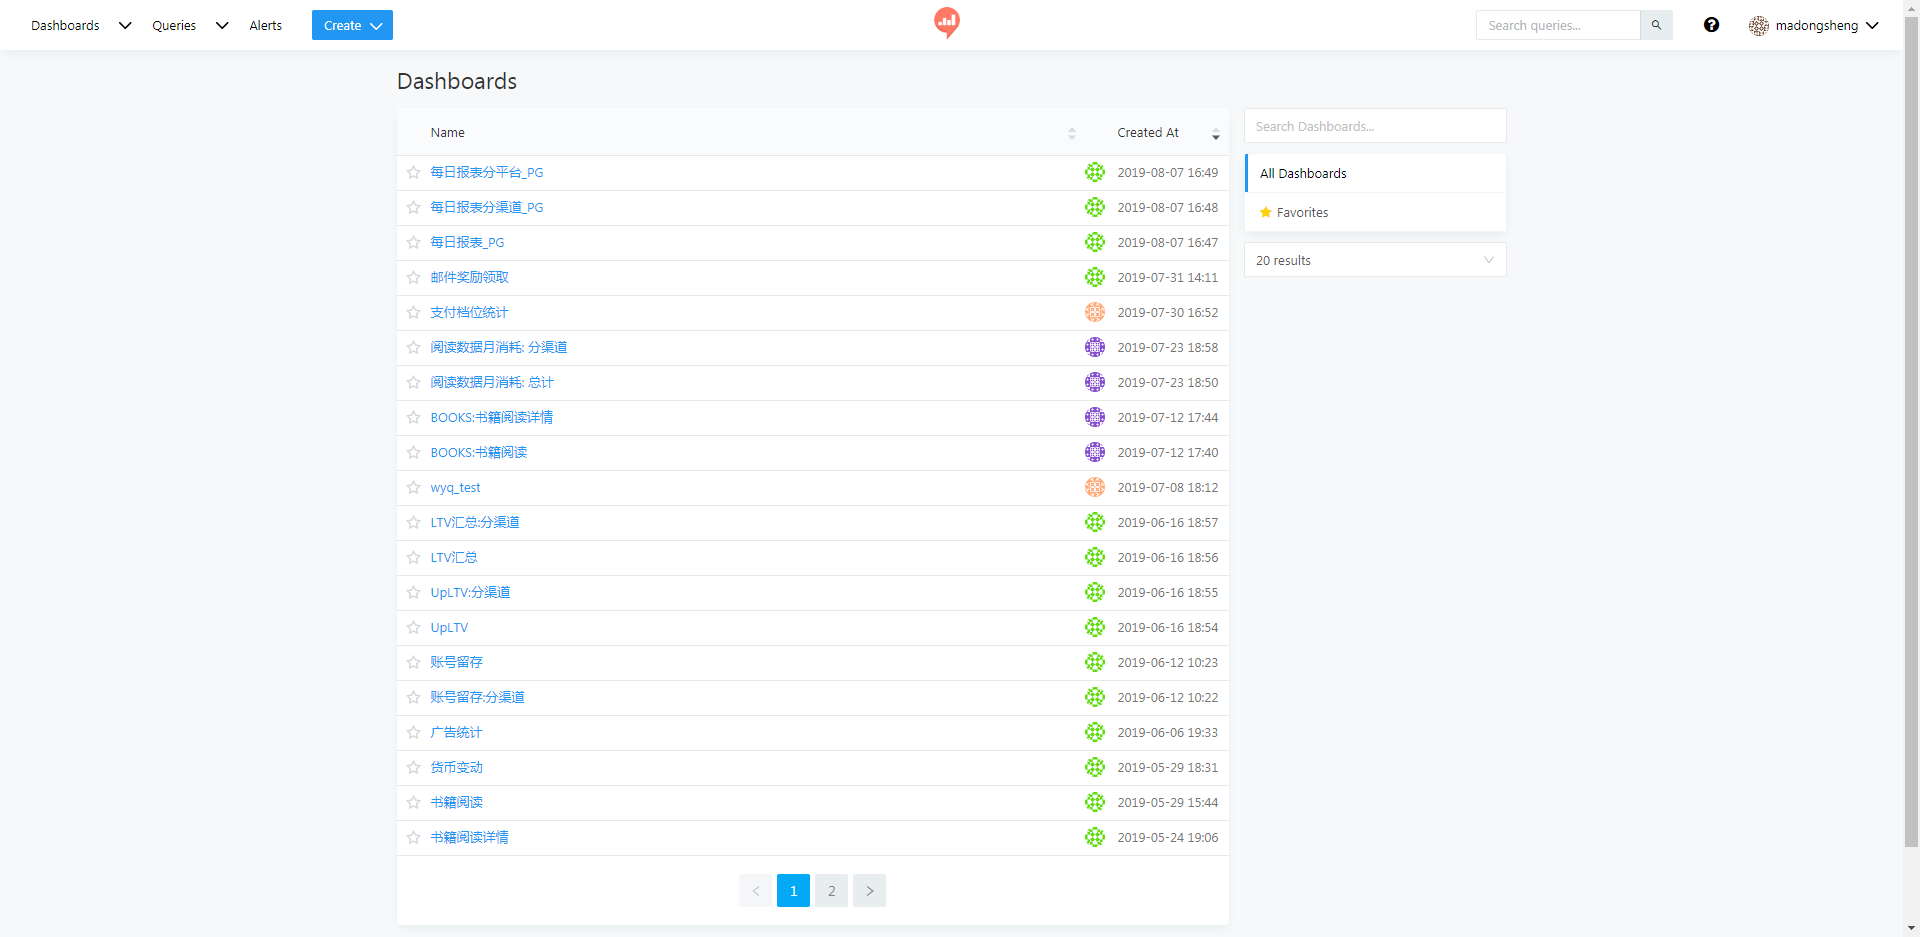 Dashboards Queries Alerts Create Search queries... madongsheng
Dashboards
Name Created At
每日报表分平台_PG 2019-08-07 16:49
每日报表分渠道_PG 2019-08-07 16:48
每日报表_PG 2019-08-07 16:47
邮件奖励领取 2019-07-31 14:11
支付档位统计 2019-07-30 16:52
阅读数据月消耗: 分渠道 2019-07-23 18:58
阅读数据月消耗: 总计 2019-07-23 18:50
BOOKS:书籍阅读详情 2019-07-12 17:44
BOOKS:书籍阅读 2019-07-12 17:40
wyq_test 2019-07-08 18:12
LTV汇总:分渠道 2019-06-16 18:57
LTV汇总 2019-06-16 18:56
UpLTV:分渠道 2019-06-16 18:55
UpLTV 2019-06-16 18:54
账号留存 2019-06-12 10:23
账号留存:分渠道 2019-06-12 10:22
广告统计 2019-06-06 19:33
货币变动 2019-05-29 18:31
书籍阅读 2019-05-29 15:44
书籍阅读详情 2019-05-24 19:06
< 1 2 >
Search Dashboards...
All Dashboards
Favorites
20 results